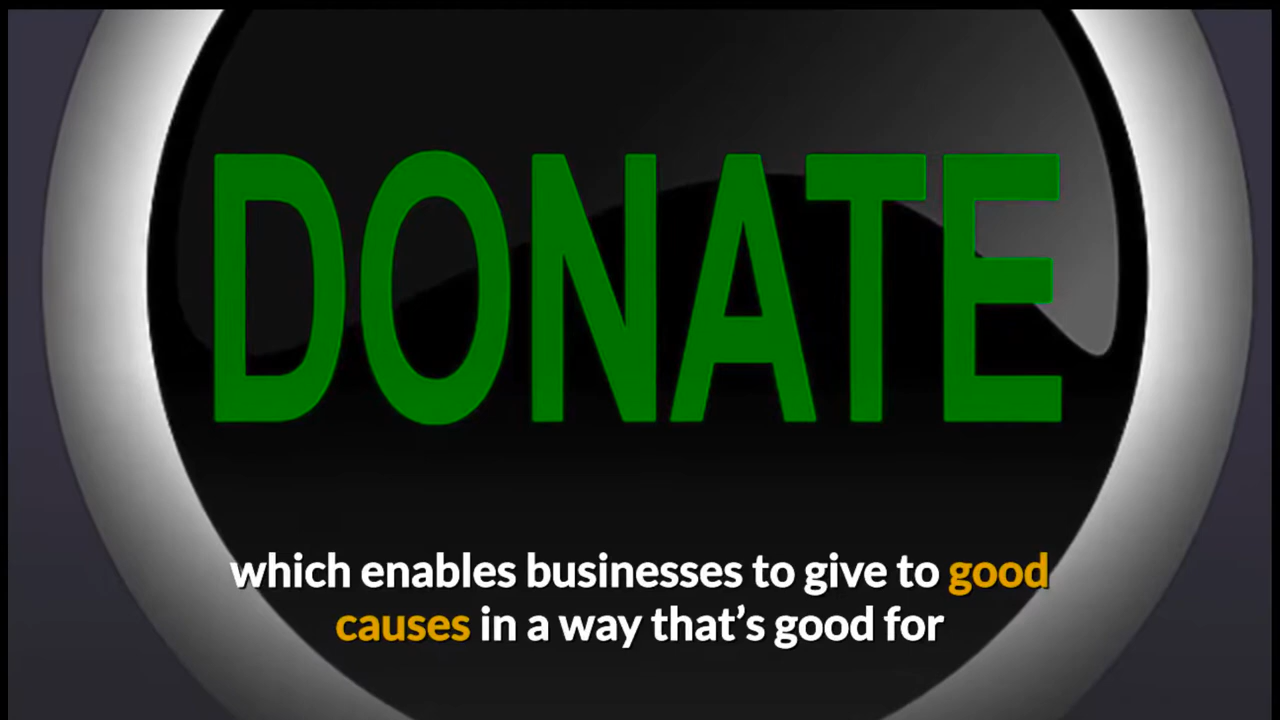 DONATE
which enables businesses to give to good
causes in a way that’s good for